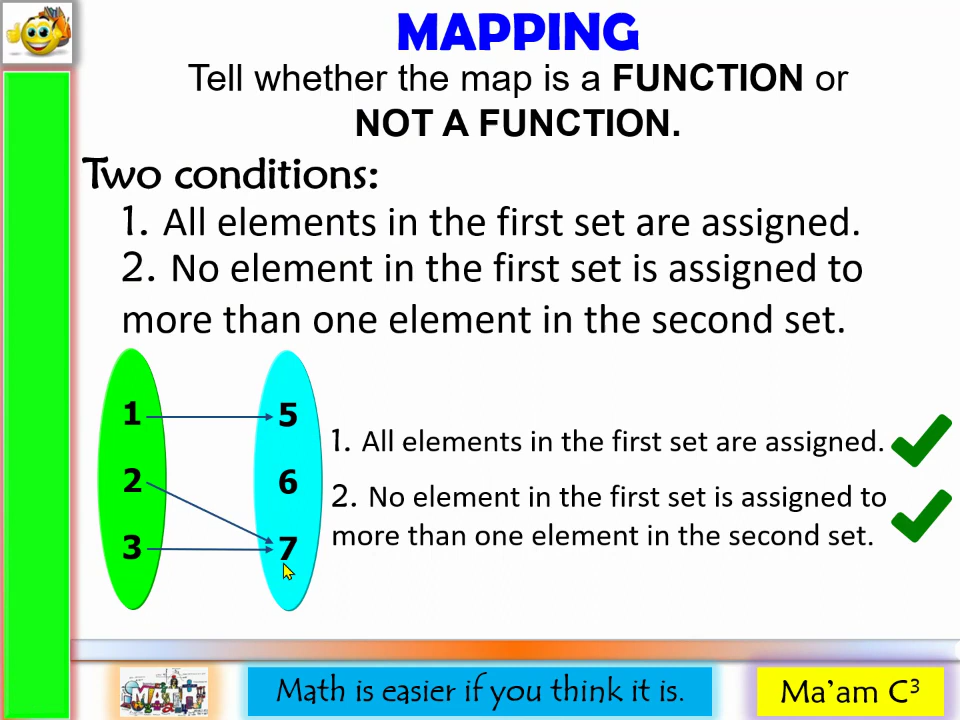 MAPPING
Tell whether the map is a FUNCTION or
NOT A FUNCTION.
Two conditions:
1. All elements in the first set are assigned.
2. No element in the first set is assigned to
more than one element in the second set.
1 5
2 6
3 7
1. All elements in the first set are assigned.
2. No element in the first set is assigned to
more than one element in the second set.
MATH
Math is easier if you think it is.
Ma’am C³